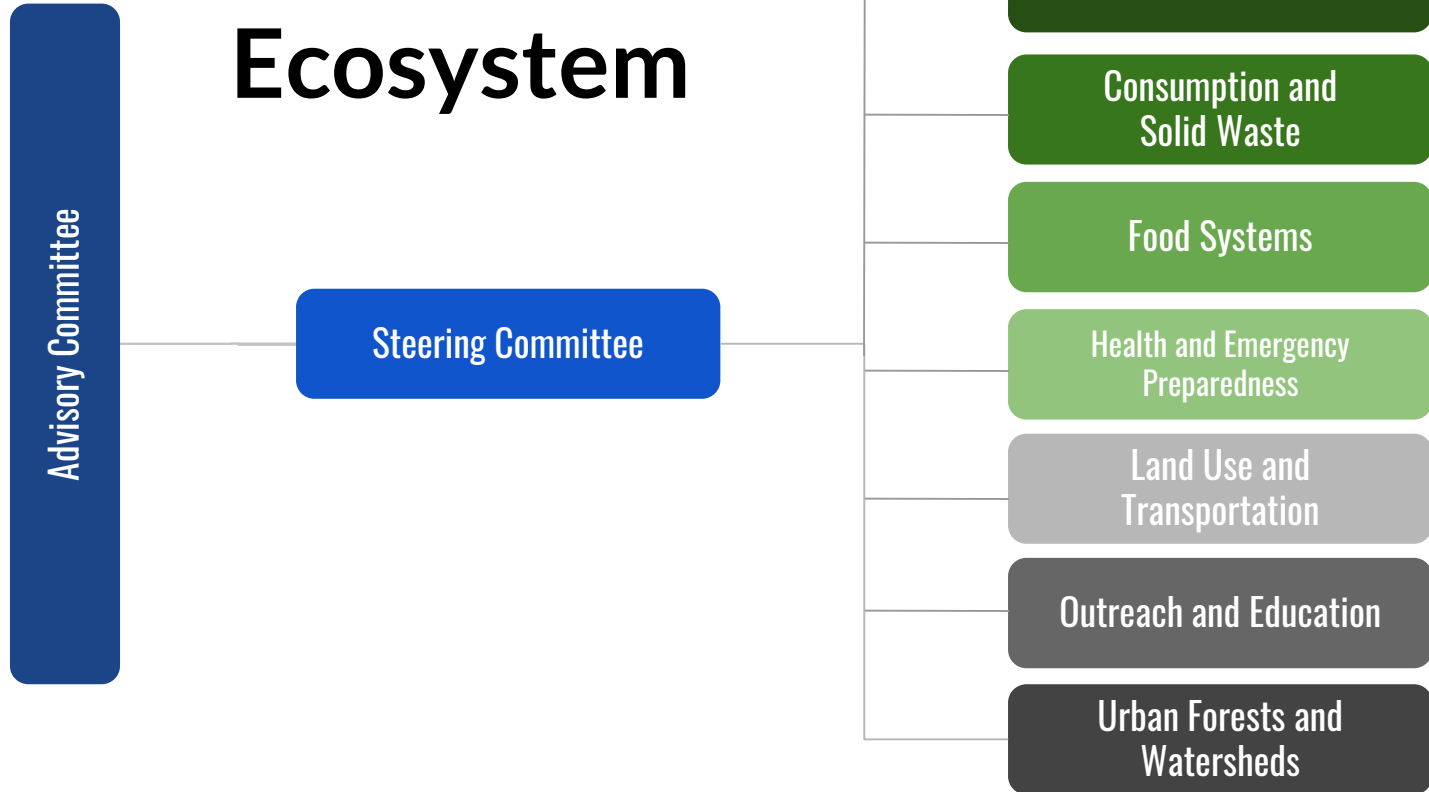 Ecosystem
Advisory Committee
Steering Committee
Consumption and
Solid Waste
Food Systems
Health and Emergency
Preparedness
Land Use and
Transportation
Outreach and Education
Urban Forests and
Watersheds